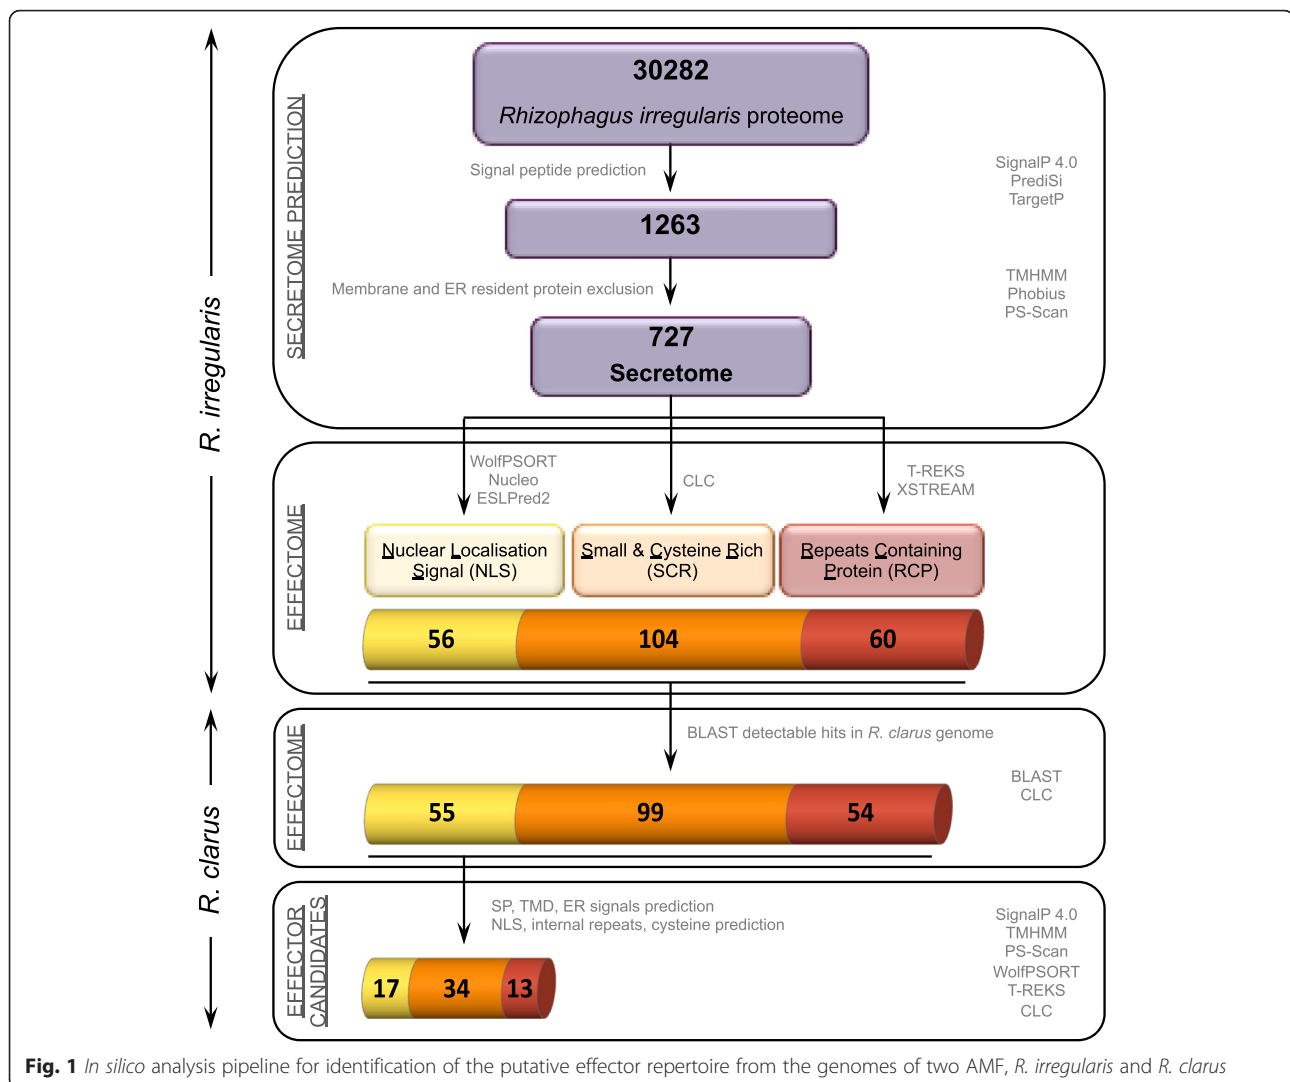 30282
Rhizophagus irregularis proteome
Signal peptide prediction
SignalP 4.0
PrediSi
TargetP
1263
Membrane and ER resident protein exclusion
TMHMM
Phobius
PS-Scan
727
Secretome
SECRETOME PREDICTION
R. irregularis
WolfPSORT
Nucleo
ESLPred2
CLC
T-REKS
XSTREAM
Nuclear Localisation
Signal (NLS)
Small & Cysteine Rich
(SCR)
Repeats Containing
Protein (RCP)
56
104
60
EFFECTOME
BLAST detectable hits in R. clarus genome
BLAST
CLC
55
99
54
EFFECTOME
R. clarus
SP, TMD, ER signals prediction
NLS, internal repeats, cysteine prediction
SignalP 4.0
TMHMM
PS-Scan
WolfPSORT
T-REKS
CLC
17
34
13
EFFECTOR
CANDIDATES
Fig. 1 In silico analysis pipeline for identification of the putative effector repertoire from the genomes of two AMF, R. irregularis and R. clarus